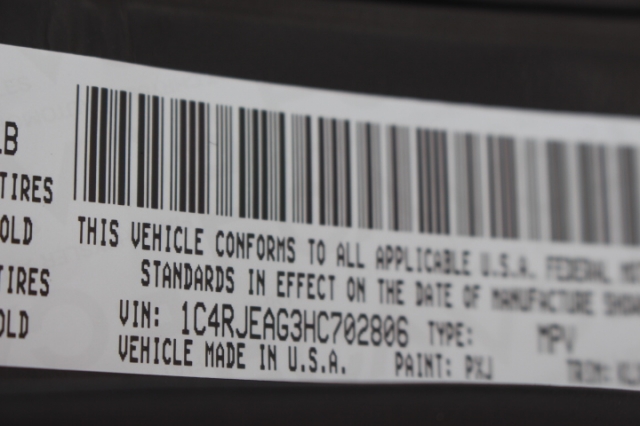 LB
TIRES
OLD
TIRES
OLD
THIS VEHICLE CONFORMS TO ALL APPLICABLE U.S.A. FEDERAL
STANDARDS IN EFFECT ON THE DATE OF MANUFACTURE
VIN: 1C4RJEAG3HC702806 TYPE: MPV
VEHICLE MADE IN U.S.A. PAINT: PXJ TRIM: